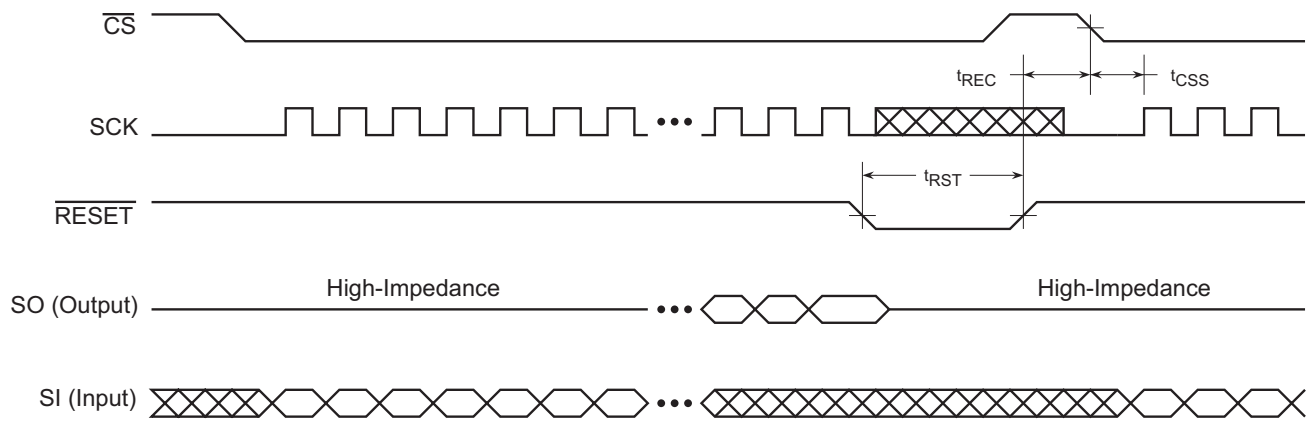 CS
tREC
tCSS
SCK
tRST
RESET
High-Impedance
High-Impedance
SO (Output)
SI (Input)